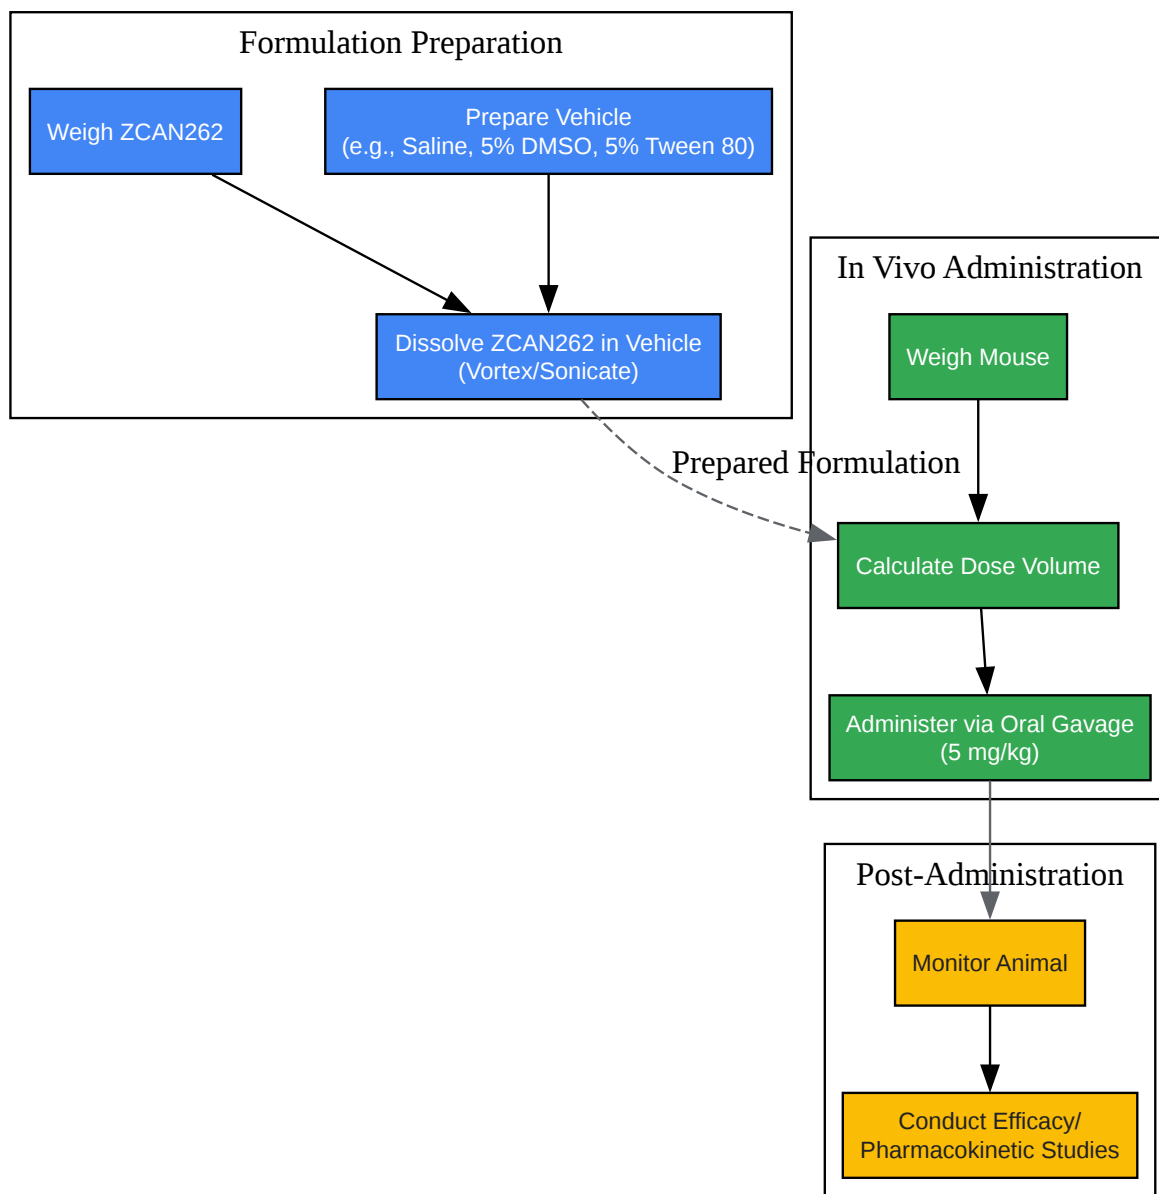 Formulation Preparation
Weigh ZCAN262
Prepare Vehicle
(e.g., Saline, 5% DMSO, 5% Tween 80)
Dissolve ZCAN262 in Vehicle
(Vortex/Sonicate)
In Vivo Administration
Weigh Mouse
Prepared Formulation
Calculate Dose Volume
Administer via Oral Gavage
(5 mg/kg)
Post-Administration
Monitor Animal
Conduct Efficacy/
Pharmacokinetic Studies